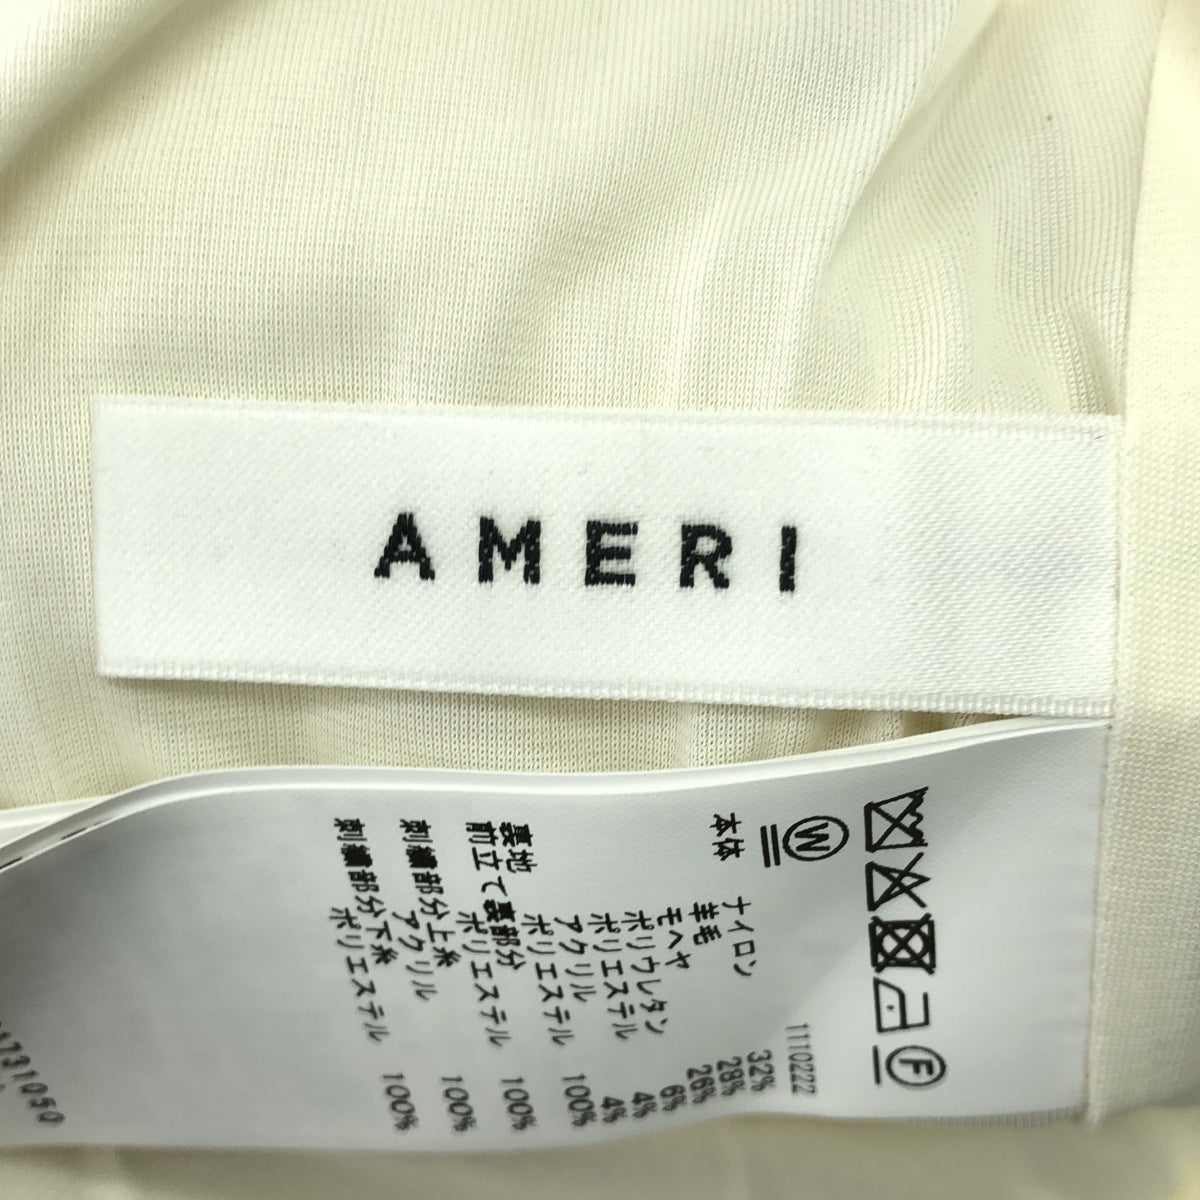 AMERI
F
W
1110222
本体 ナイロン 32%
羊毛 28%
モヘヤ 26%
ポリウレタン 6%
ポリエステル 4%
アクリル 4%
裏地 ポリエステル 100%
前立て裏部分
ポリエステル 100%
刺繍部分上糸
アクリル 100%
刺繍部分下糸
ポリエステル 100%